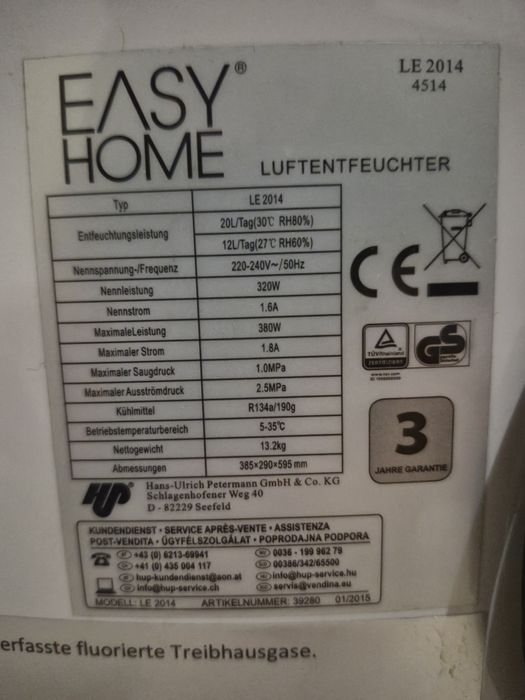 EASY®
HOME
LE 2014
4514
LUFTENTFEUCHTER
Typ LE 2014
Entfeuchtungsleistung 20L/Tag(30℃ RH80%)
12L/Tag(27℃ RH60%)
Nennspannung-/Frequenz 220-240V~/50Hz
Nennleistung 320W
Nennstrom 1.6A
MaximaleLeistung 380W
Maximaler Strom 1.8A
Maximaler Saugdruck 1.0MPa
Maximaler Ausströmdruck 2.5MPa
Kühlmittel R134a/190g
Betriebstemperaturbereich 5-35℃
Nettogewicht 13.2kg
Abmessungen 385×290×595 mm
CE
TÜVRheinland
ZERTIFIZIERT
GS
3
JAHRE GARANTIE
HUP
Hans-Ulrich Petermann GmbH & Co. KG
Schlagenhofener Weg 40
D - 82229 Seefeld
KUNDENDIENST • SERVICE APRÈS-VENTE • ASSISTENZA
POST-VENDITA • ÜGYFÉLSZOLGÁLAT • POPRODAJNA PODPORA
+43 (0) 6213-69941 0036 - 199 962 79
+41 (0) 435 004 117 00386/342/65500
hup-kundendienst@aon.at info@hup-service.hu
info@hup-service.ch servis@vendina.eu
MODELL: LE 2014 ARTIKELNUMMER: 39280 01/2015
erfasste fluorierte Treibhausgase.